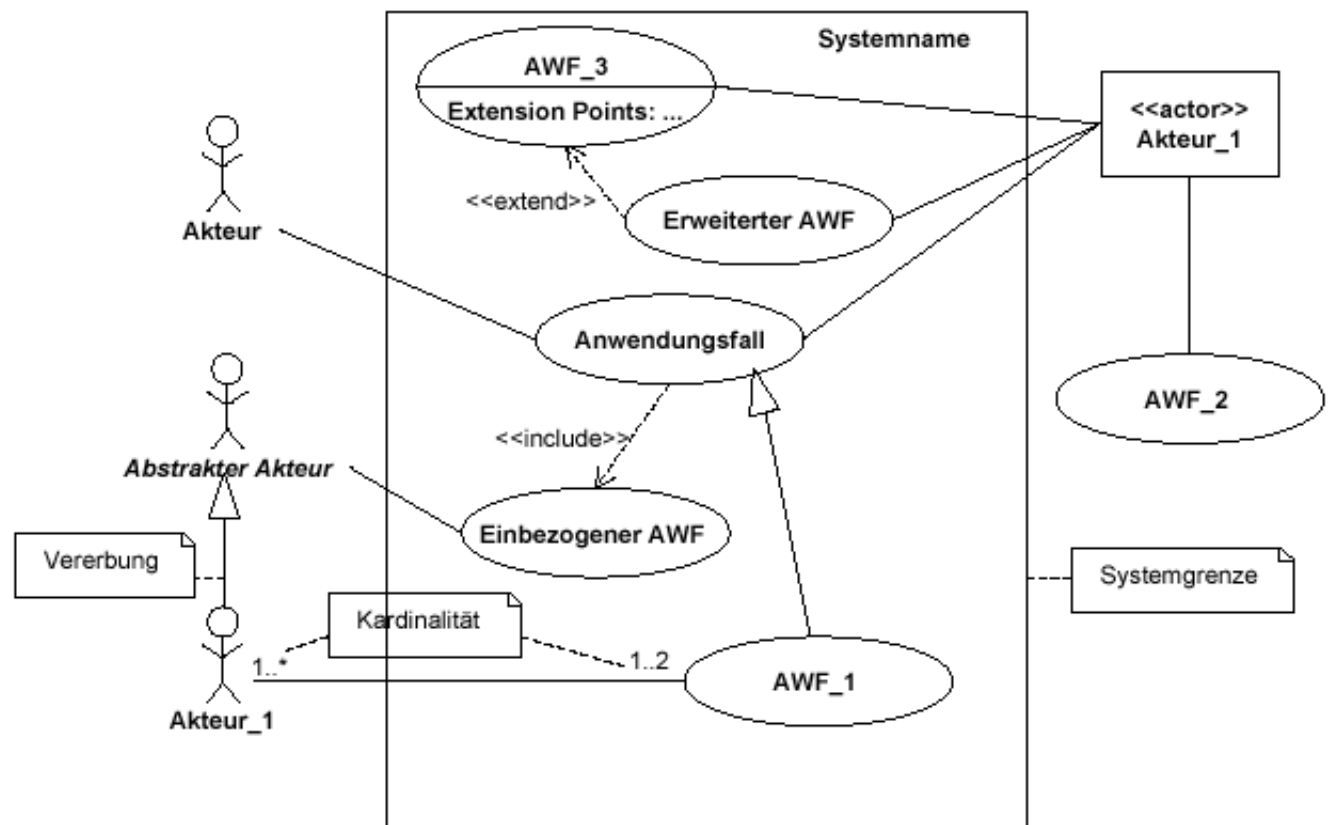 Systemname
AWF_3
Extension Points: ...
<<actor>>
Akteur_1
<<extend>>
Erweiterter AWF
Akteur
Anwendungsfall
AWF_2
<<include>>
Abstrakter Akteur
Einbezogener AWF
Vererbung
Systemgrenze
Kardinalität
1..*
1..2
AWF_1
Akteur_1